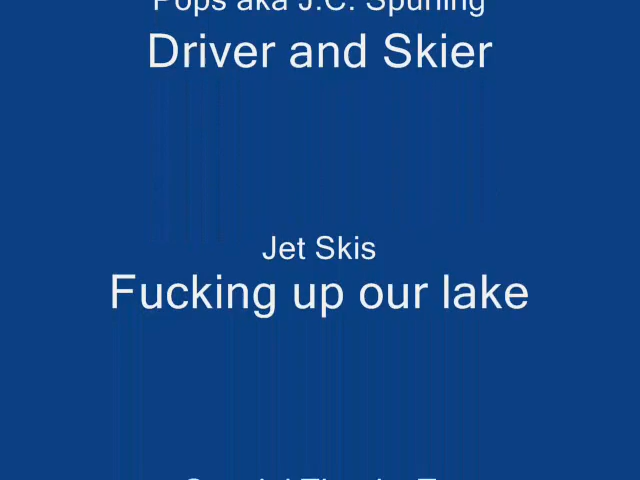 Pops aka J.C. Spurling
Driver and Skier
Jet Skis
Fucking up our lake